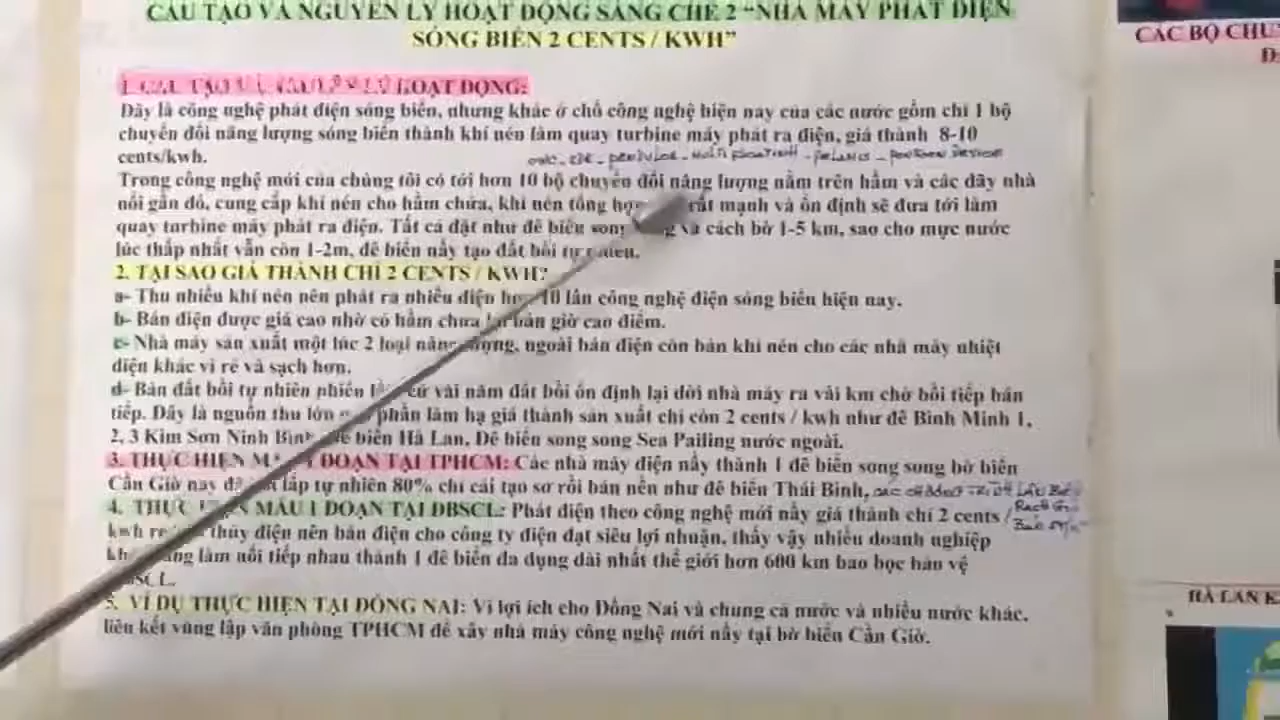 CẤU TẠO VÀ NGUYÊN LÝ HOẠT ĐỘNG SÁNG CHẾ 2 "NHÀ MÁY PHÁT ĐIỆN
SÓNG BIỂN 2 CENTS / KWH"
CÁC BỘ CHU
1. CẤU TẠO VÀ NGUYÊN LÝ HOẠT ĐỘNG:
Đây là công nghệ phát điện sóng biển, nhưng khác ở chỗ công nghệ hiện nay của các nước gồm chỉ 1 bộ
chuyển đổi năng lượng sóng biển thành khí nén làm quay turbine máy phát ra điện, giá thành 8-10
cents/kwh.
Trong công nghệ mới của chúng tôi có tới hơn 10 bộ chuyển đổi năng lượng nằm trên hầm và các dãy nhà
nổi gần đó, cung cấp khí nén cho hầm chứa, khí nén tổng rất mạnh và ổn định sẽ đưa tới làm
quay turbine máy phát ra điện. Tất cả đặt như đê biển song và cách bờ 1-5 km, sao cho mực nước
lúc thấp nhất vẫn còn 1-2m, đê biển nầy tạo đất bồi tự
2. TẠI SAO GIÁ THÀNH CHỈ 2 CENTS / KWH?
a- Thu nhiều khí nén nên phát ra nhiều điện 10 lần công nghệ điện sóng biển hiện nay.
b- Bán điện được giá cao nhờ có hầm chứa bán giờ cao điểm.
c- Nhà máy sản xuất một lúc 2 loại năng lượng, ngoài bán điện còn bán khí nén cho các nhà máy nhiệt
điện khác vì rẻ và sạch hơn.
d- Bán đất bồi tự nhiên nhiều cứ vài năm đất bồi ổn định lại dời nhà máy ra vài km chờ bồi tiếp bán
tiếp. Đây là nguồn thu lớn phần làm hạ giá thành sản xuất chỉ còn 2 cents / kwh như đê Bình Minh 1,
2, 3 Kim Sơn Ninh Bình, biển Hà Lan, Đê biển song song Sea Pailing nước ngoài.
3. THỰC HIỆN ĐOẠN TẠI TPHCM: Các nhà máy điện nầy thành 1 đê biển song song bờ biển
Cần Giờ nay lấp tự nhiên 80% chỉ cải tạo sơ rồi bán nền như đê biển Thái Bình,
4. THỰC HIỆN MẪU 1 ĐOẠN TẠI ĐBSCL: Phát điện theo công nghệ mới nầy giá thành chỉ 2 cents /
kwh thủy điện nên bán điện cho công ty điện đạt siêu lợi nhuận, thấy vậy nhiều doanh nghiệp
làm nối tiếp nhau thành 1 đê biển đa dụng dài nhất thế giới hơn 600 km bao bọc bảo vệ
5. VÍ DỤ THỰC HIỆN TẠI ĐỒNG NAI: Vì lợi ích cho Đồng Nai và chung cả nước và nhiều nước khác,
liên kết vùng lập văn phòng TPHCM để xây nhà máy công nghệ mới nầy tại bờ biển Cần Giờ.
HÀ LAN K